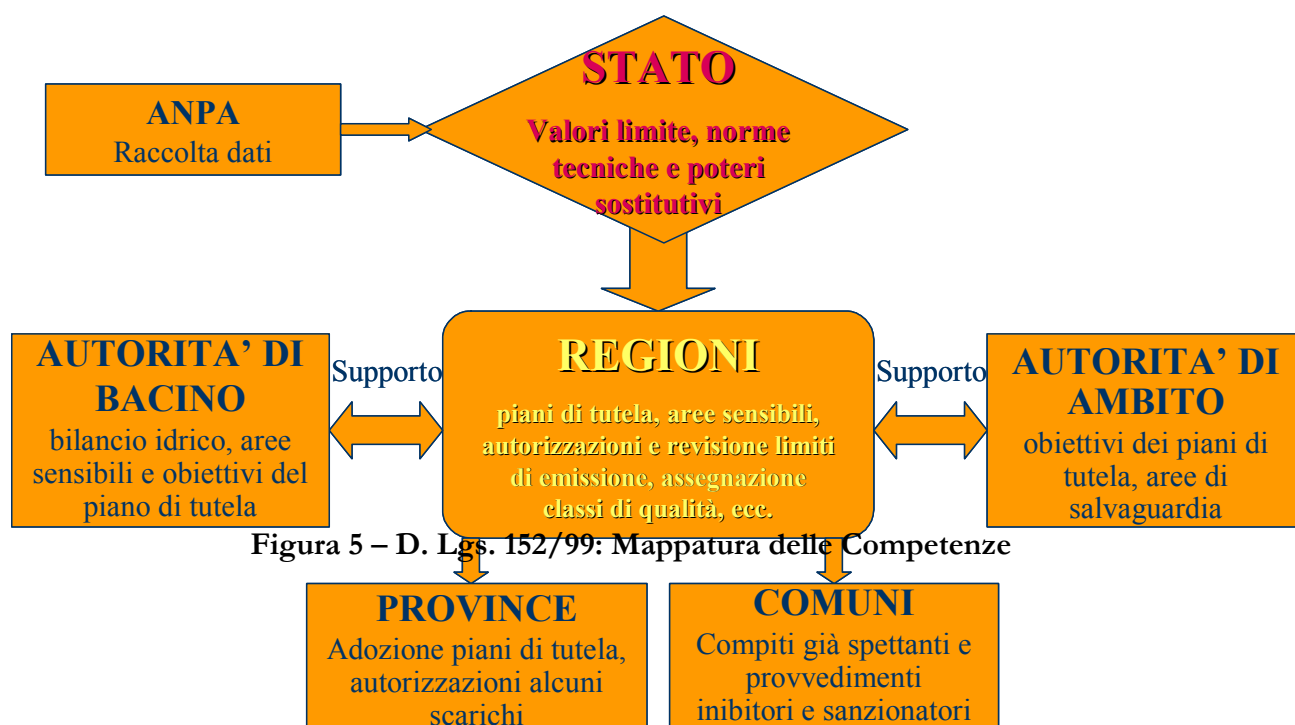 STATO
Valori limite, norme
tecniche e poteri
sostitutivi
ANPA
Raccolta dati
AUTORITA’ DI
BACINO
bilancio idrico, aree
sensibili e obiettivi del
piano di tutela
Supporto
REGIONI
piani di tutela, aree sensibili,
autorizzazioni e revisione limiti
di emissione, assegnazione
classi di qualità, ecc.
Supporto
AUTORITA’ DI
AMBITO
obiettivi dei piani di
tutela, aree di
salvaguardia
Figura 5 – D. Lgs. 152/99: Mappatura delle Competenze
PROVINCE
Adozione piani di tutela,
autorizzazioni alcuni
scarichi
COMUNI
Compiti già spettanti e
provvedimenti
inibitori e sanzionatori